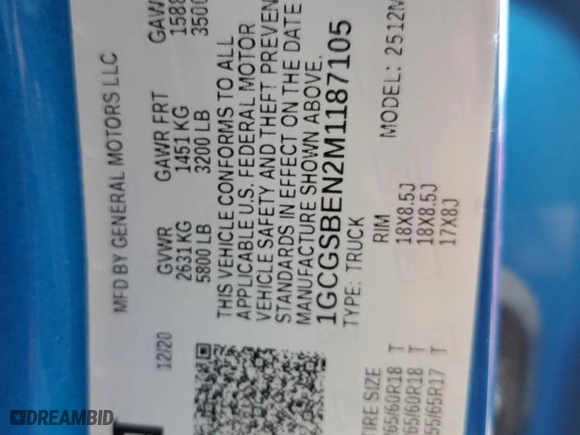 MFD BY GENERAL MOTORS LLC
12/20 GVWR GAWR FRT
2631 KG 1451 KG
5800 LB 3200 LB
THIS VEHICLE CONFORMS TO ALL
APPLICABLE U.S. FEDERAL MOTOR
VEHICLE SAFETY AND THEFT
STANDARDS IN EFFECT ON THE DATE
MANUFACTURE SHOWN ABOVE.
1GCGSBEN2M1187105
TYPE: TRUCK MODEL:
SIZE RIM
18X8.5J
T 18X8.5J
T 17X8J
T
DREAMBID